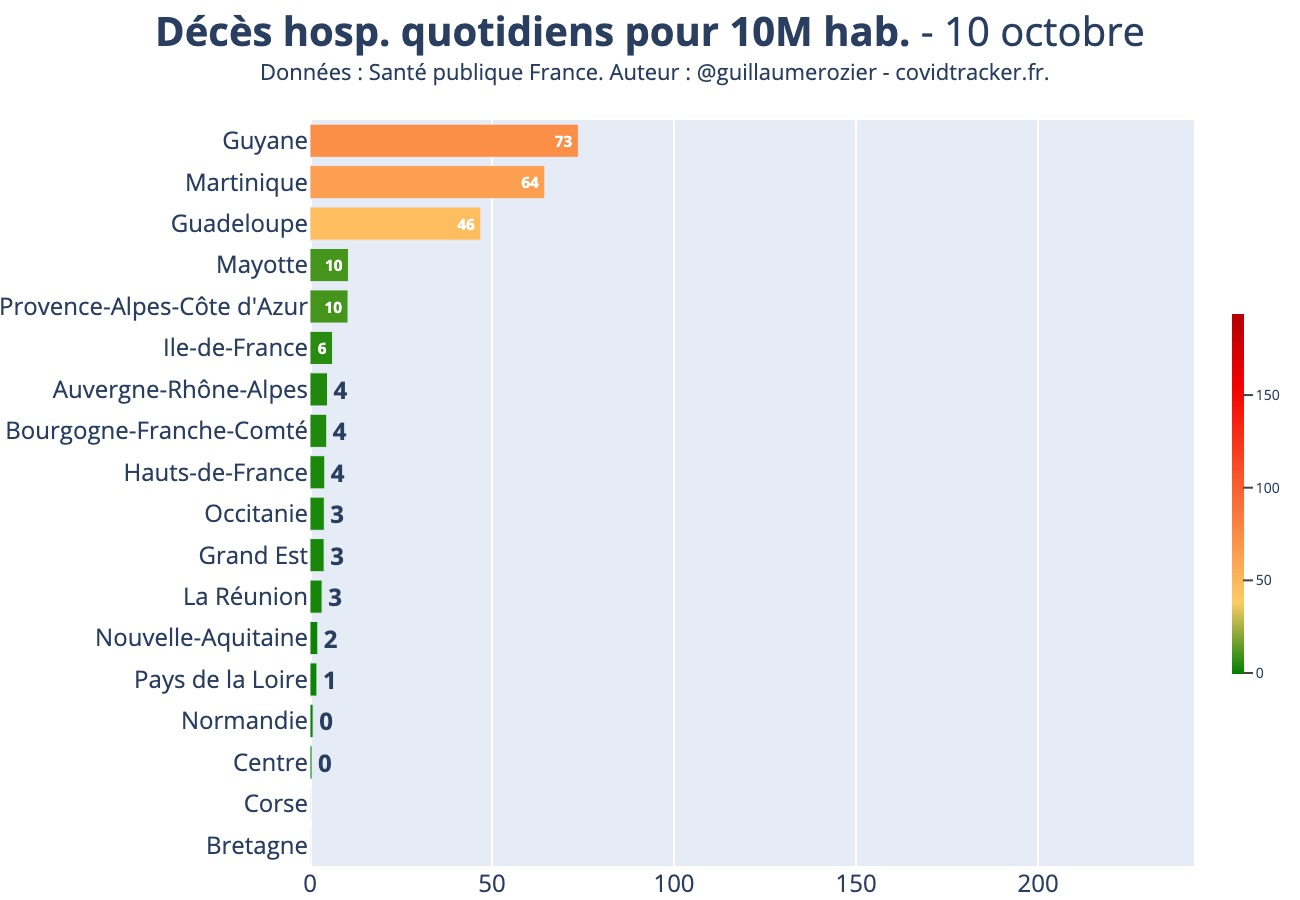 Décès hosp. quotidiens pour 10M hab. - 10 octobre
Données : Santé publique France. Auteur : @guillaumerozier - covidtracker.fr.
Guyane 73
Martinique 64
Guadeloupe 46
Mayotte 10
Provence-Alpes-Côte d'Azur 10
Ile-de-France 6
Auvergne-Rhône-Alpes 4
Bourgogne-Franche-Comté 4
Hauts-de-France 4
Occitanie 3
Grand Est 3
La Réunion 3
Nouvelle-Aquitaine 2
Pays de la Loire 1
Normandie 0
Centre 0
Corse
Bretagne
0 50 100 150 200
150
100
50
0